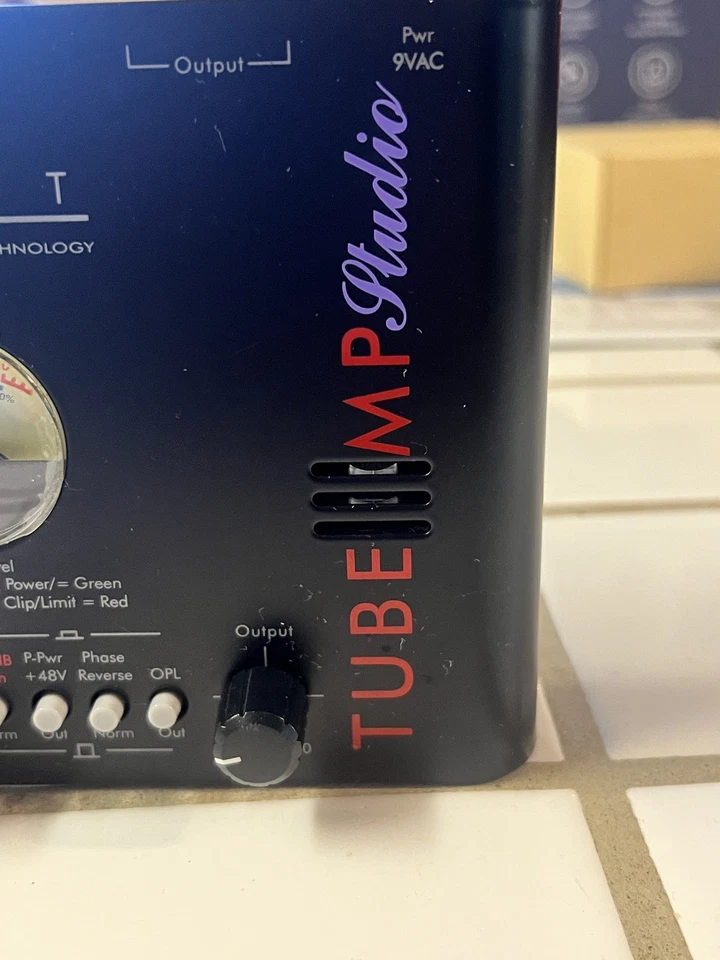 Output
Pwr
9VAC
T
HNOLOGY
TUBE MP Studio
0%
Power/= Green
Clip/Limit = Red
Output
P-Pwr
+48V
Phase
Reverse
OPL
Out
Norm
Out